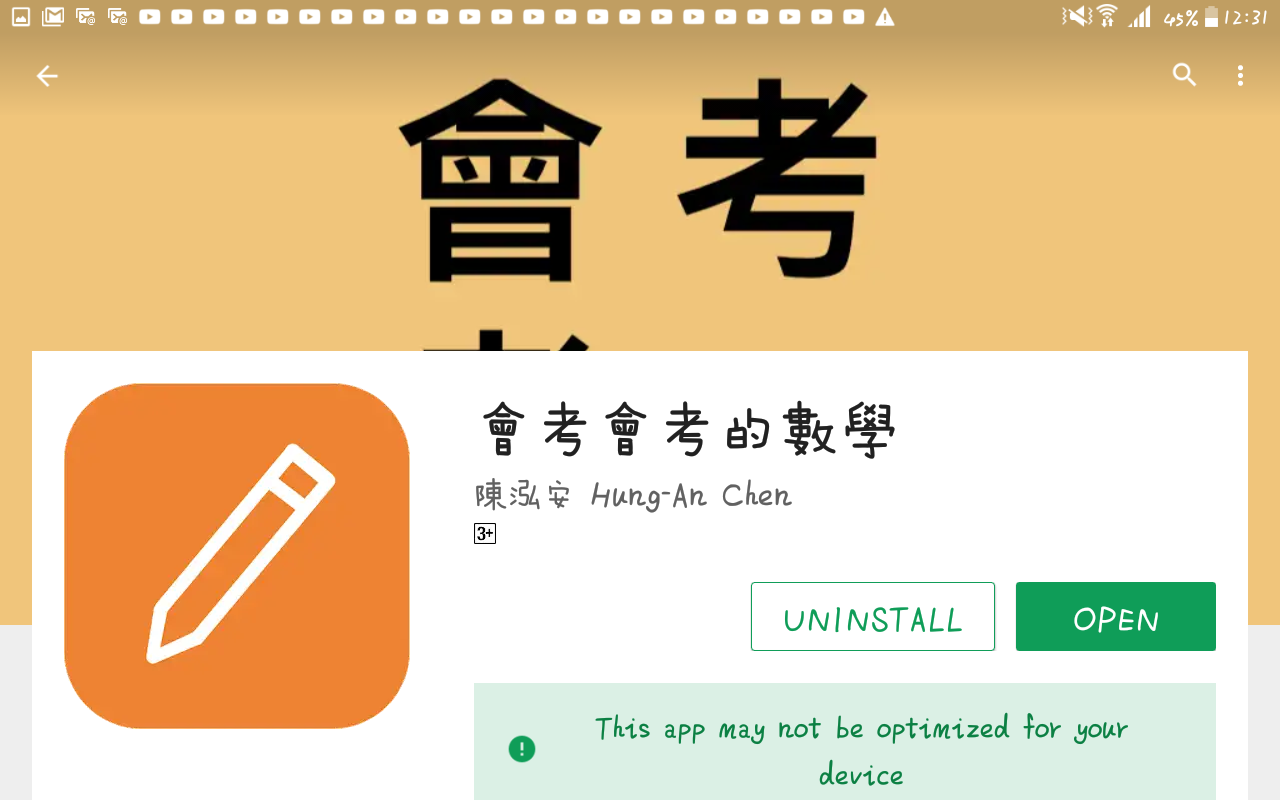 45% 12:31
會考
會考會考的數學
陳泓安 Hung-An Chen
3+
UNINSTALL OPEN
This app may not be optimized for your
device